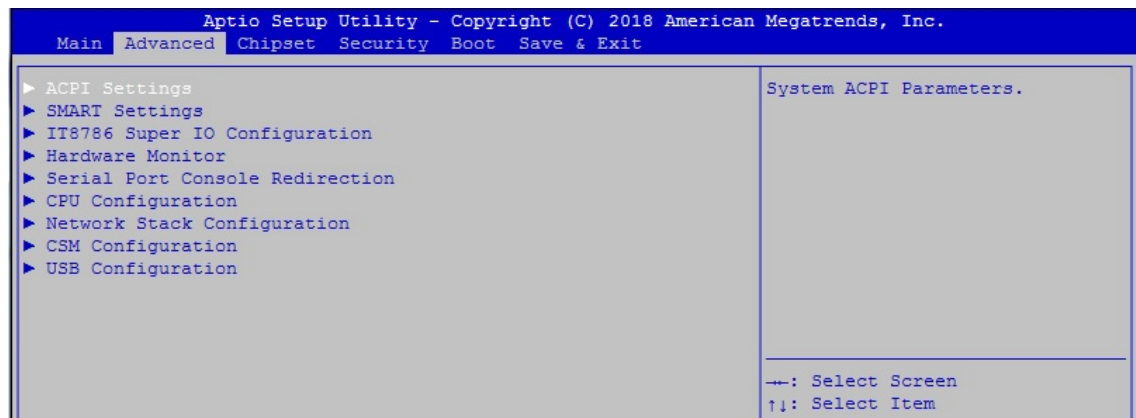 Aptio Setup Utility - Copyright (C) 2018 American Megatrends, Inc.
Main Advanced Chipset Security Boot Save & Exit
► ACPI Settings
► SMART Settings
► IT8786 Super IO Configuration
► Hardware Monitor
► Serial Port Console Redirection
► CPU Configuration
► Network Stack Configuration
► CSM Configuration
► USB Configuration
System ACPI Parameters.
→←: Select Screen
↑↓: Select Item